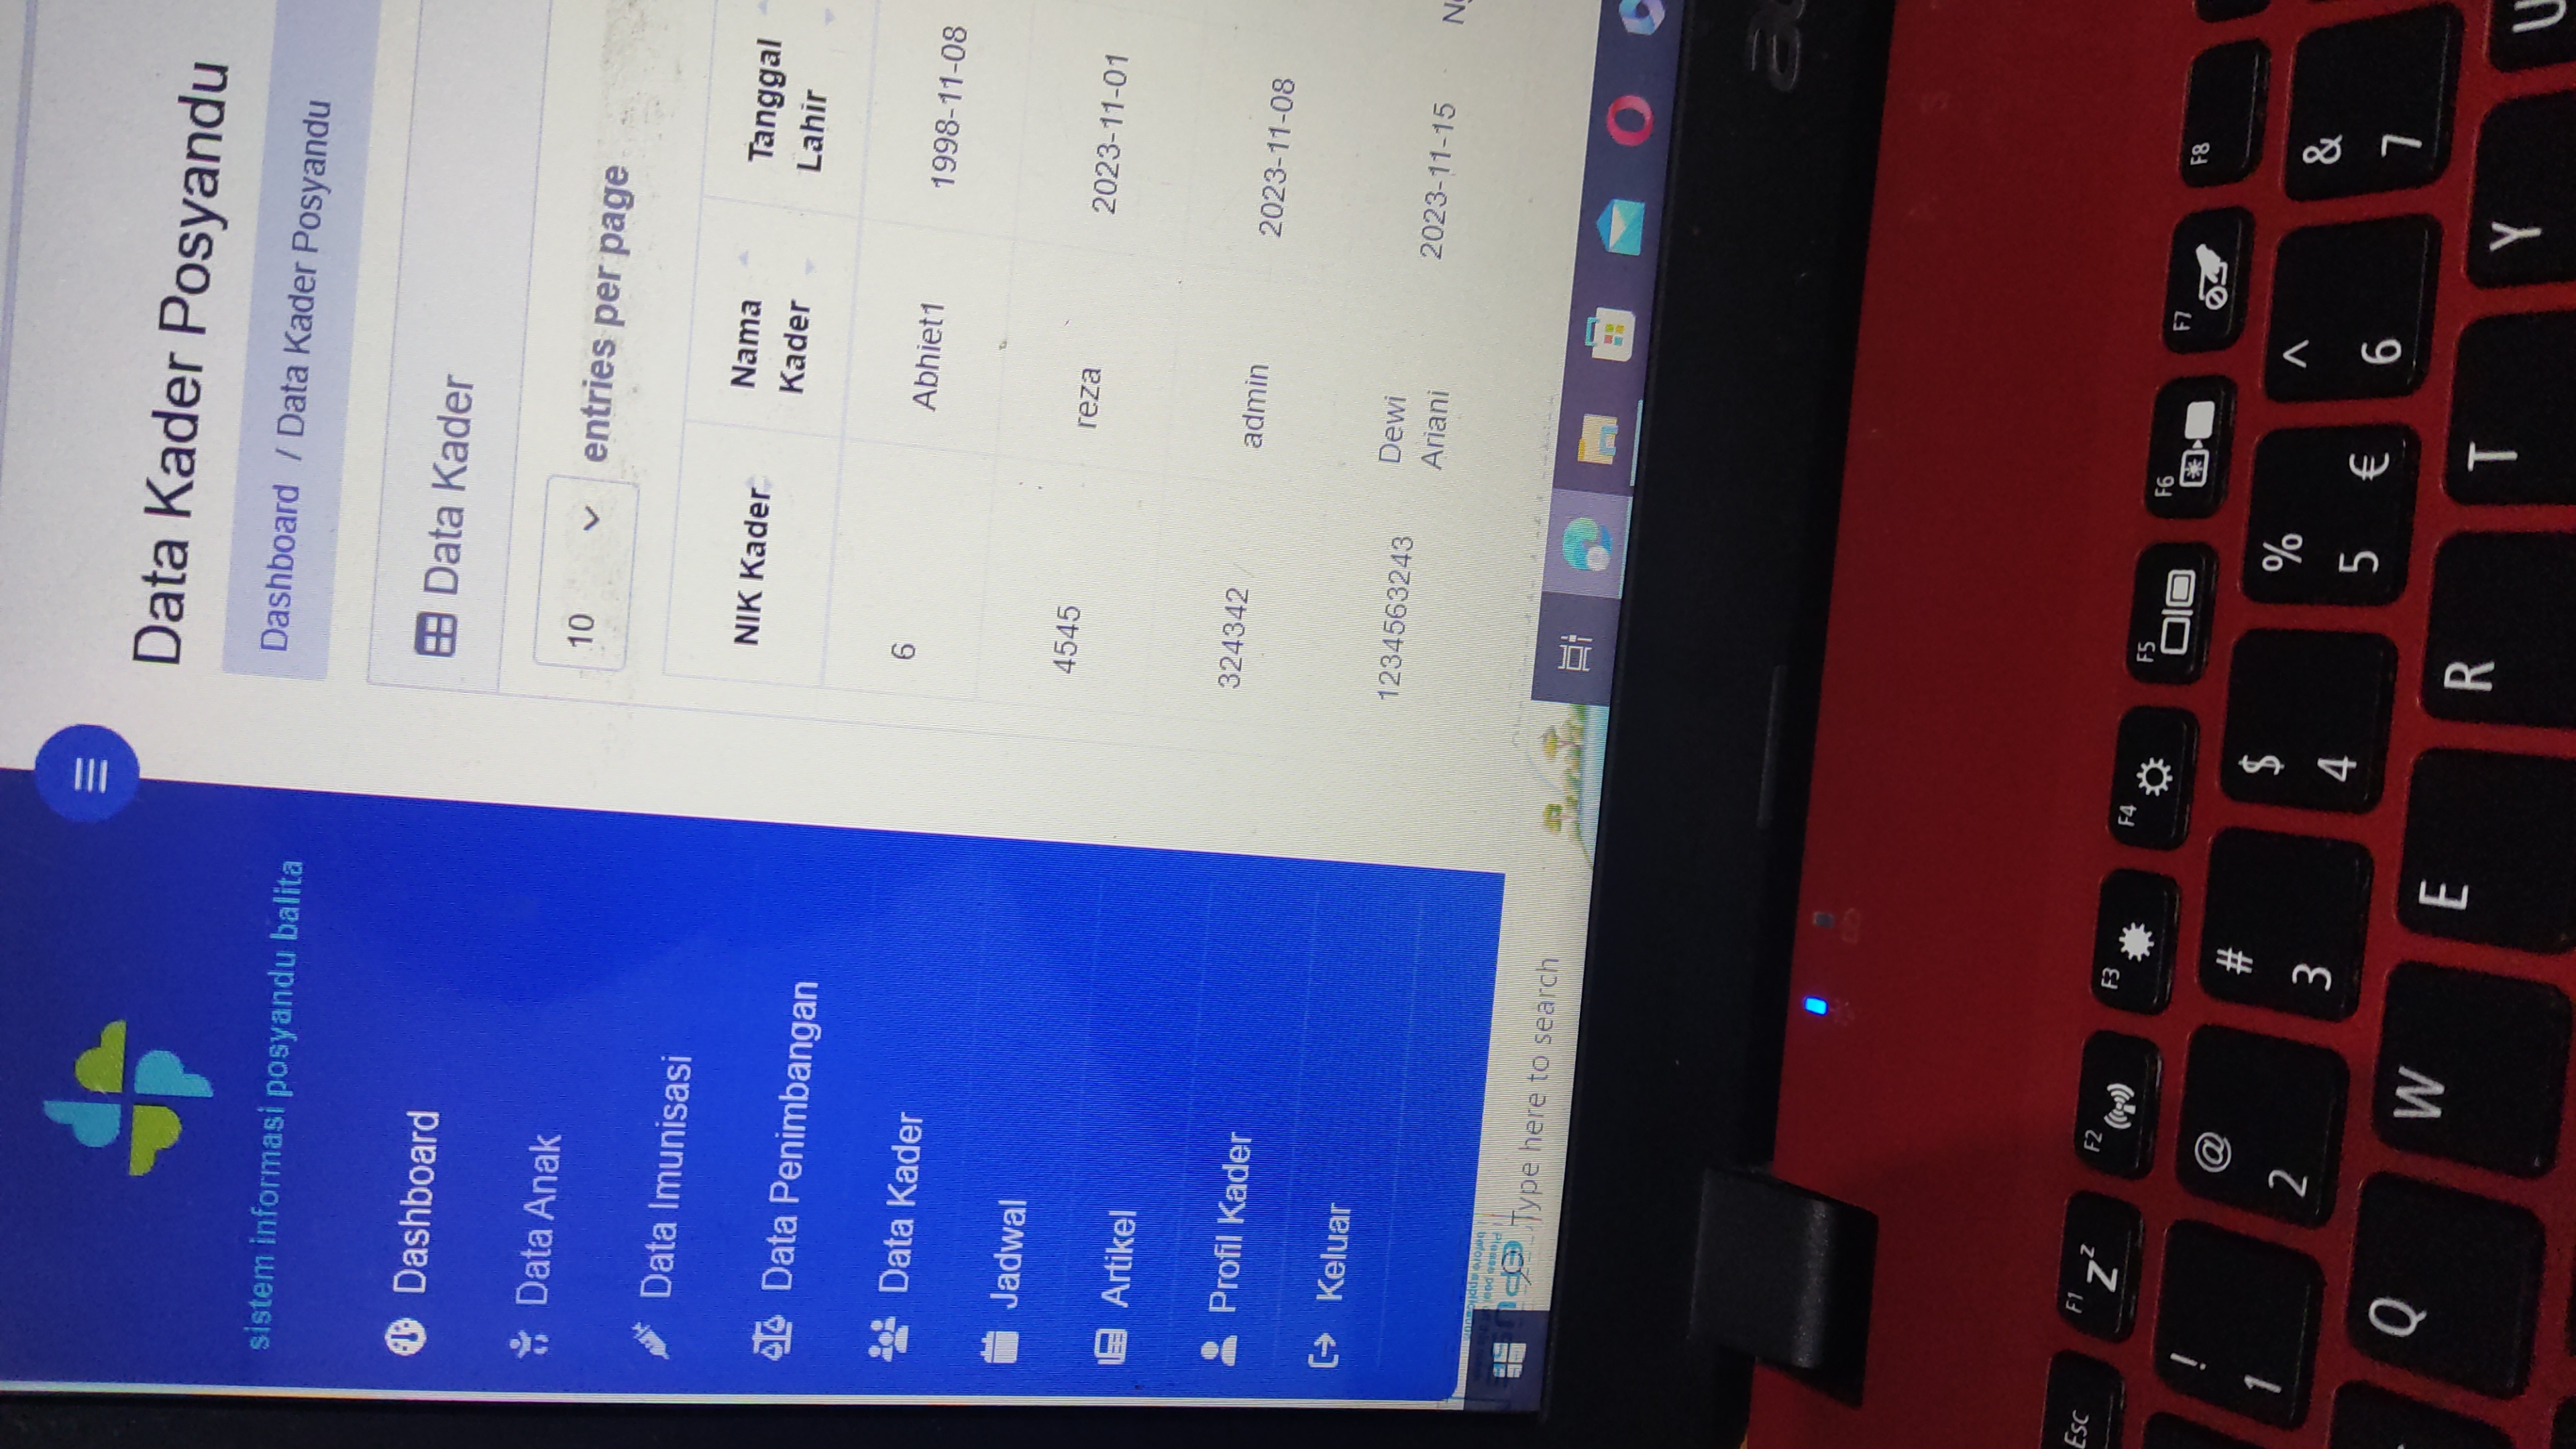 sistem informasi posyandu balita
Dashboard
Data Anak
Data Imunisasi
Data Penimbangan
Data Kader
Jadwal
Artikel
Profil Kader
Keluar
Data Kader Posyandu
Dashboard / Data Kader Posyandu
Data Kader
10 entries per page
NIK Kader Nama Kader Tanggal Lahir
6 Abhiet1 1998-11-08
4545 reza 2023-11-01
324342 admin 2023-11-08
1234563243 Dewi Ariani 2023-11-15
Type here to search
Esc F1 F2 F3 F4 F5 F6 F7 F8
zz
! @ # $ % ^ &
1 2 3 4 5 € 6 7
Q W E R T Y U